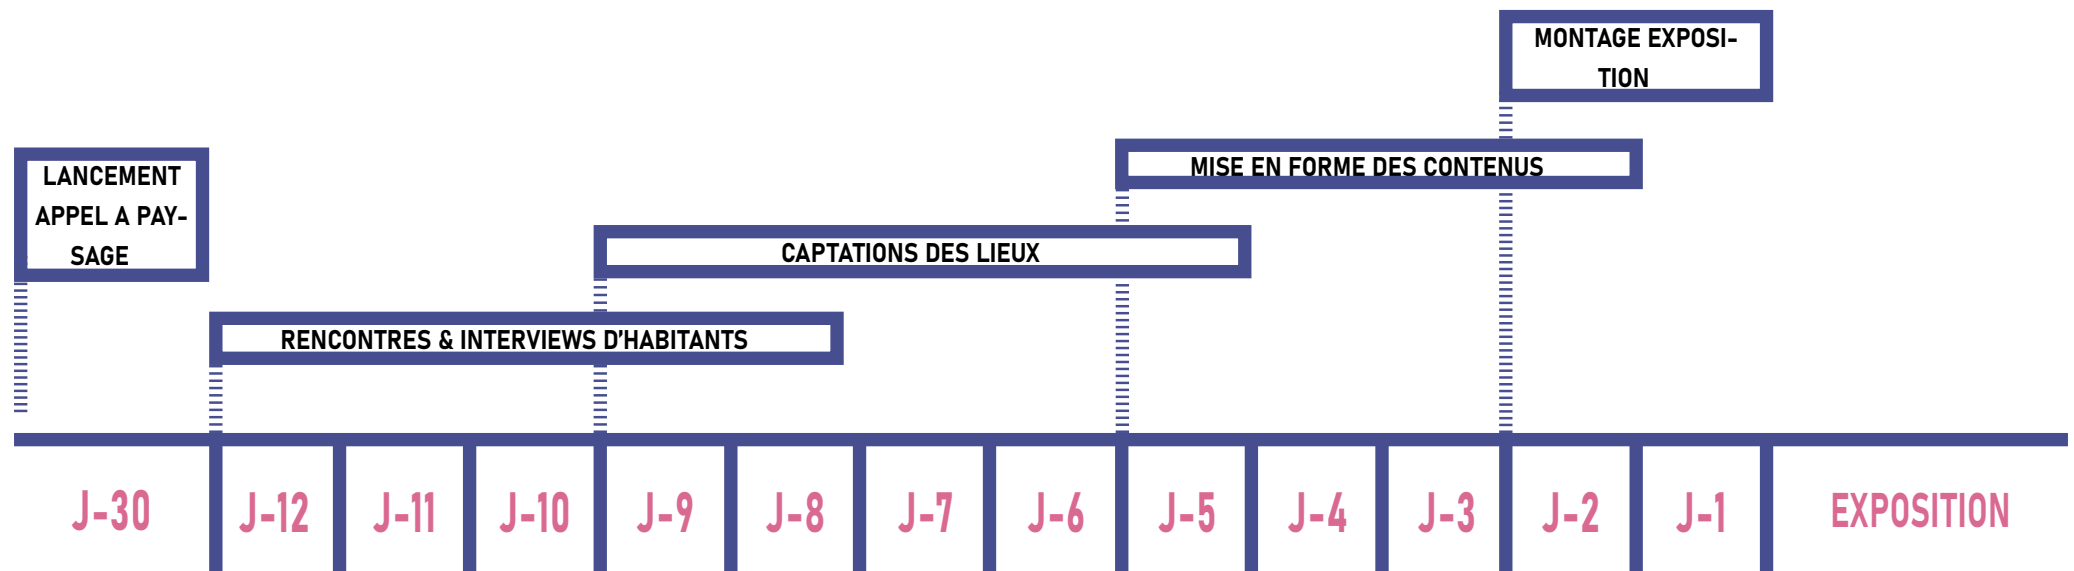 MONTAGE EXPOSI-
TION
LANCEMENT
APPEL A PAY-
SAGE
MISE EN FORME DES CONTENUS
CAPTATIONS DES LIEUX
RENCONTRES & INTERVIEWS D'HABITANTS
J-30 J-12 J-11 J-10 J-9 J-8 J-7 J-6 J-5 J-4 J-3 J-2 J-1 EXPOSITION